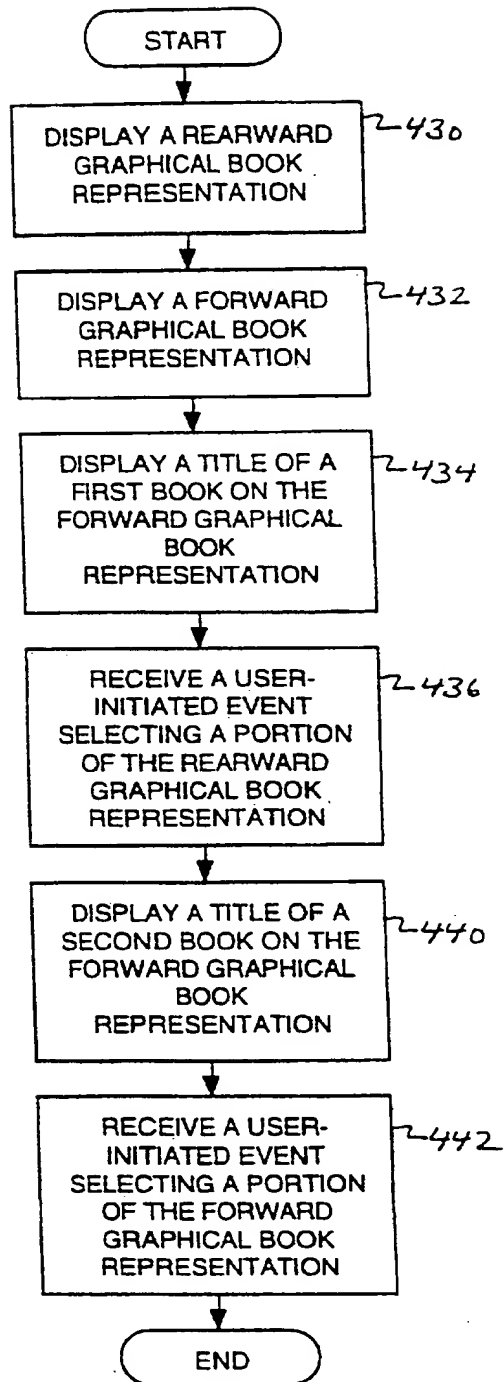 START
DISPLAY A REARWARD
GRAPHICAL BOOK
REPRESENTATION
430
DISPLAY A FORWARD
GRAPHICAL BOOK
REPRESENTATION
432
DISPLAY A TITLE OF A
FIRST BOOK ON THE
FORWARD GRAPHICAL
BOOK
REPRESENTATION
434
RECEIVE A USER-
INITIATED EVENT
SELECTING A PORTION
OF THE REARWARD
GRAPHICAL BOOK
REPRESENTATION
436
DISPLAY A TITLE OF A
SECOND BOOK ON THE
FORWARD GRAPHICAL
BOOK
REPRESENTATION
440
RECEIVE A USER-
INITIATED EVENT
SELECTING A PORTION
OF THE FORWARD
GRAPHICAL BOOK
REPRESENTATION
442
END